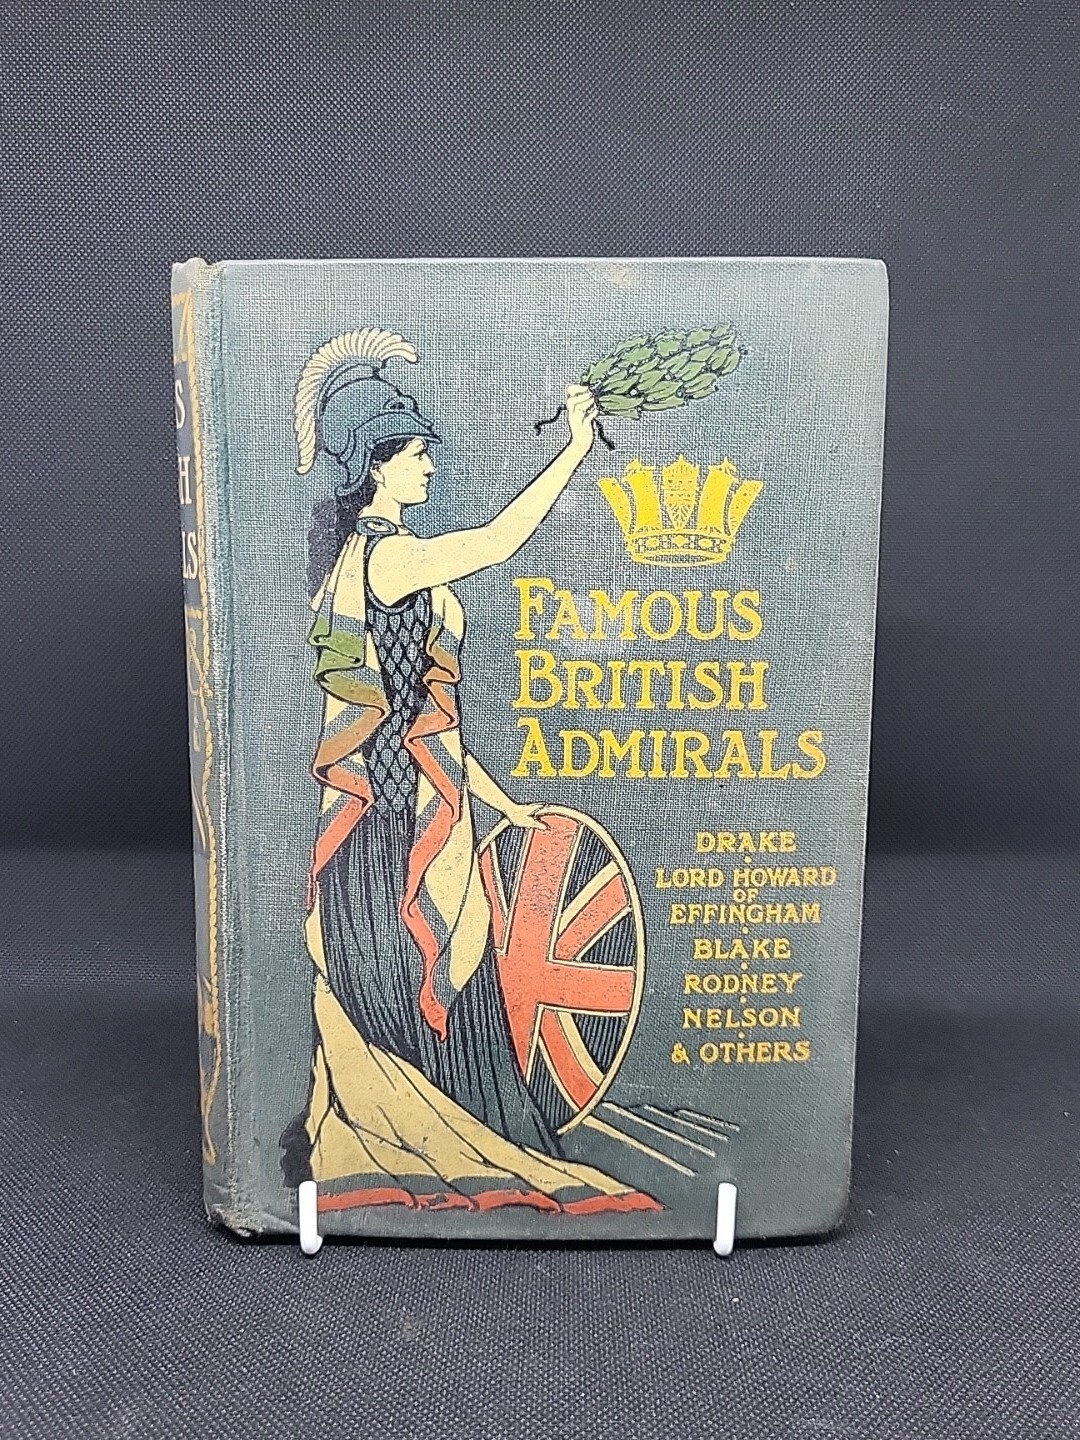 FAMOUS
BRITISH
ADMIRALS
DRAKE
LORD HOWARD
OF
EFFINGHAM
BLAKE
RODNEY
NELSON
& OTHERS